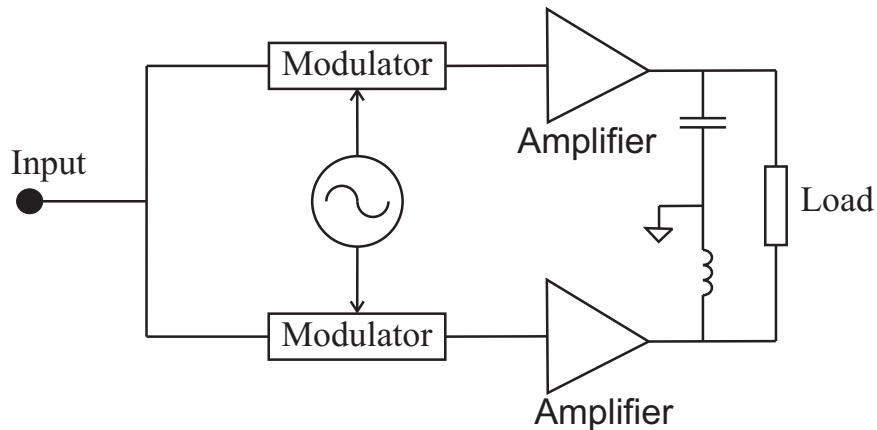 Modulator
Amplifier
Input
Load
Modulator
Amplifier